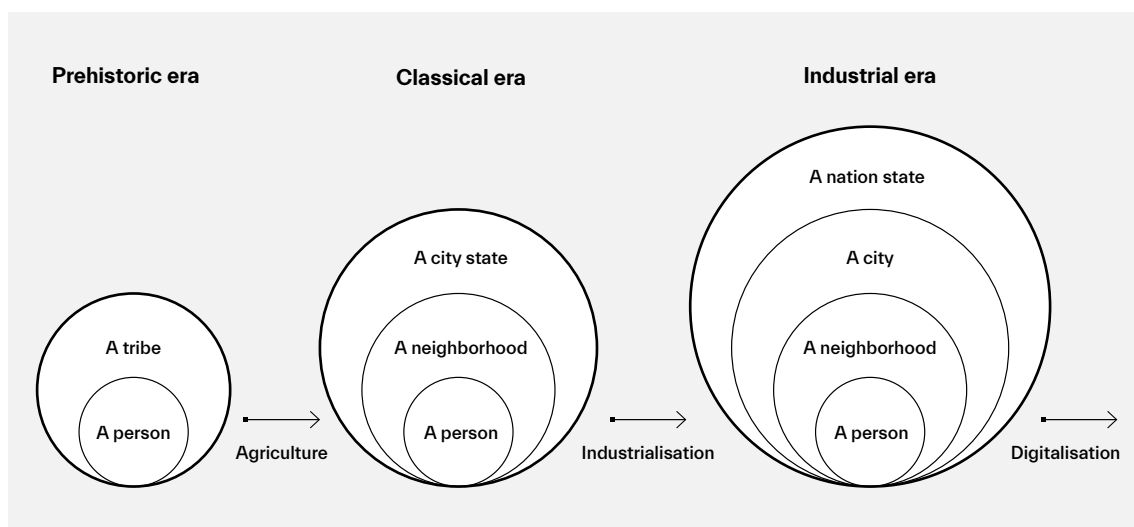 Prehistoric era
Classical era
Industrial era
A nation state
A city state
A city
A tribe
A neighborhood
A neighborhood
A person
A person
A person
Agriculture
Industrialisation
Digitalisation